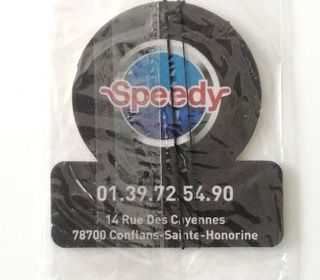 Speedy
01.39.72.54.90
14 Rue Des Cayennes
78700 Conflans-Sainte-Honorine